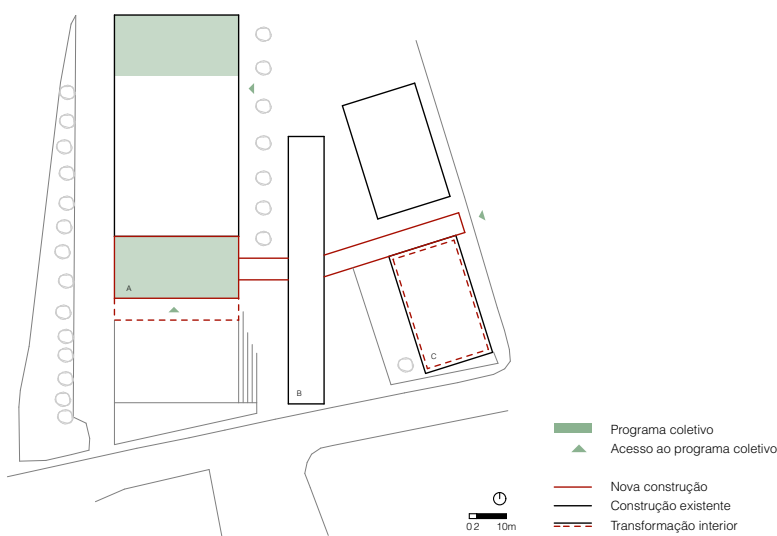 A
B
C
Programa coletivo
Acesso ao programa coletivo
Nova construção
Construção existente
Transformação interior
0 2 10m